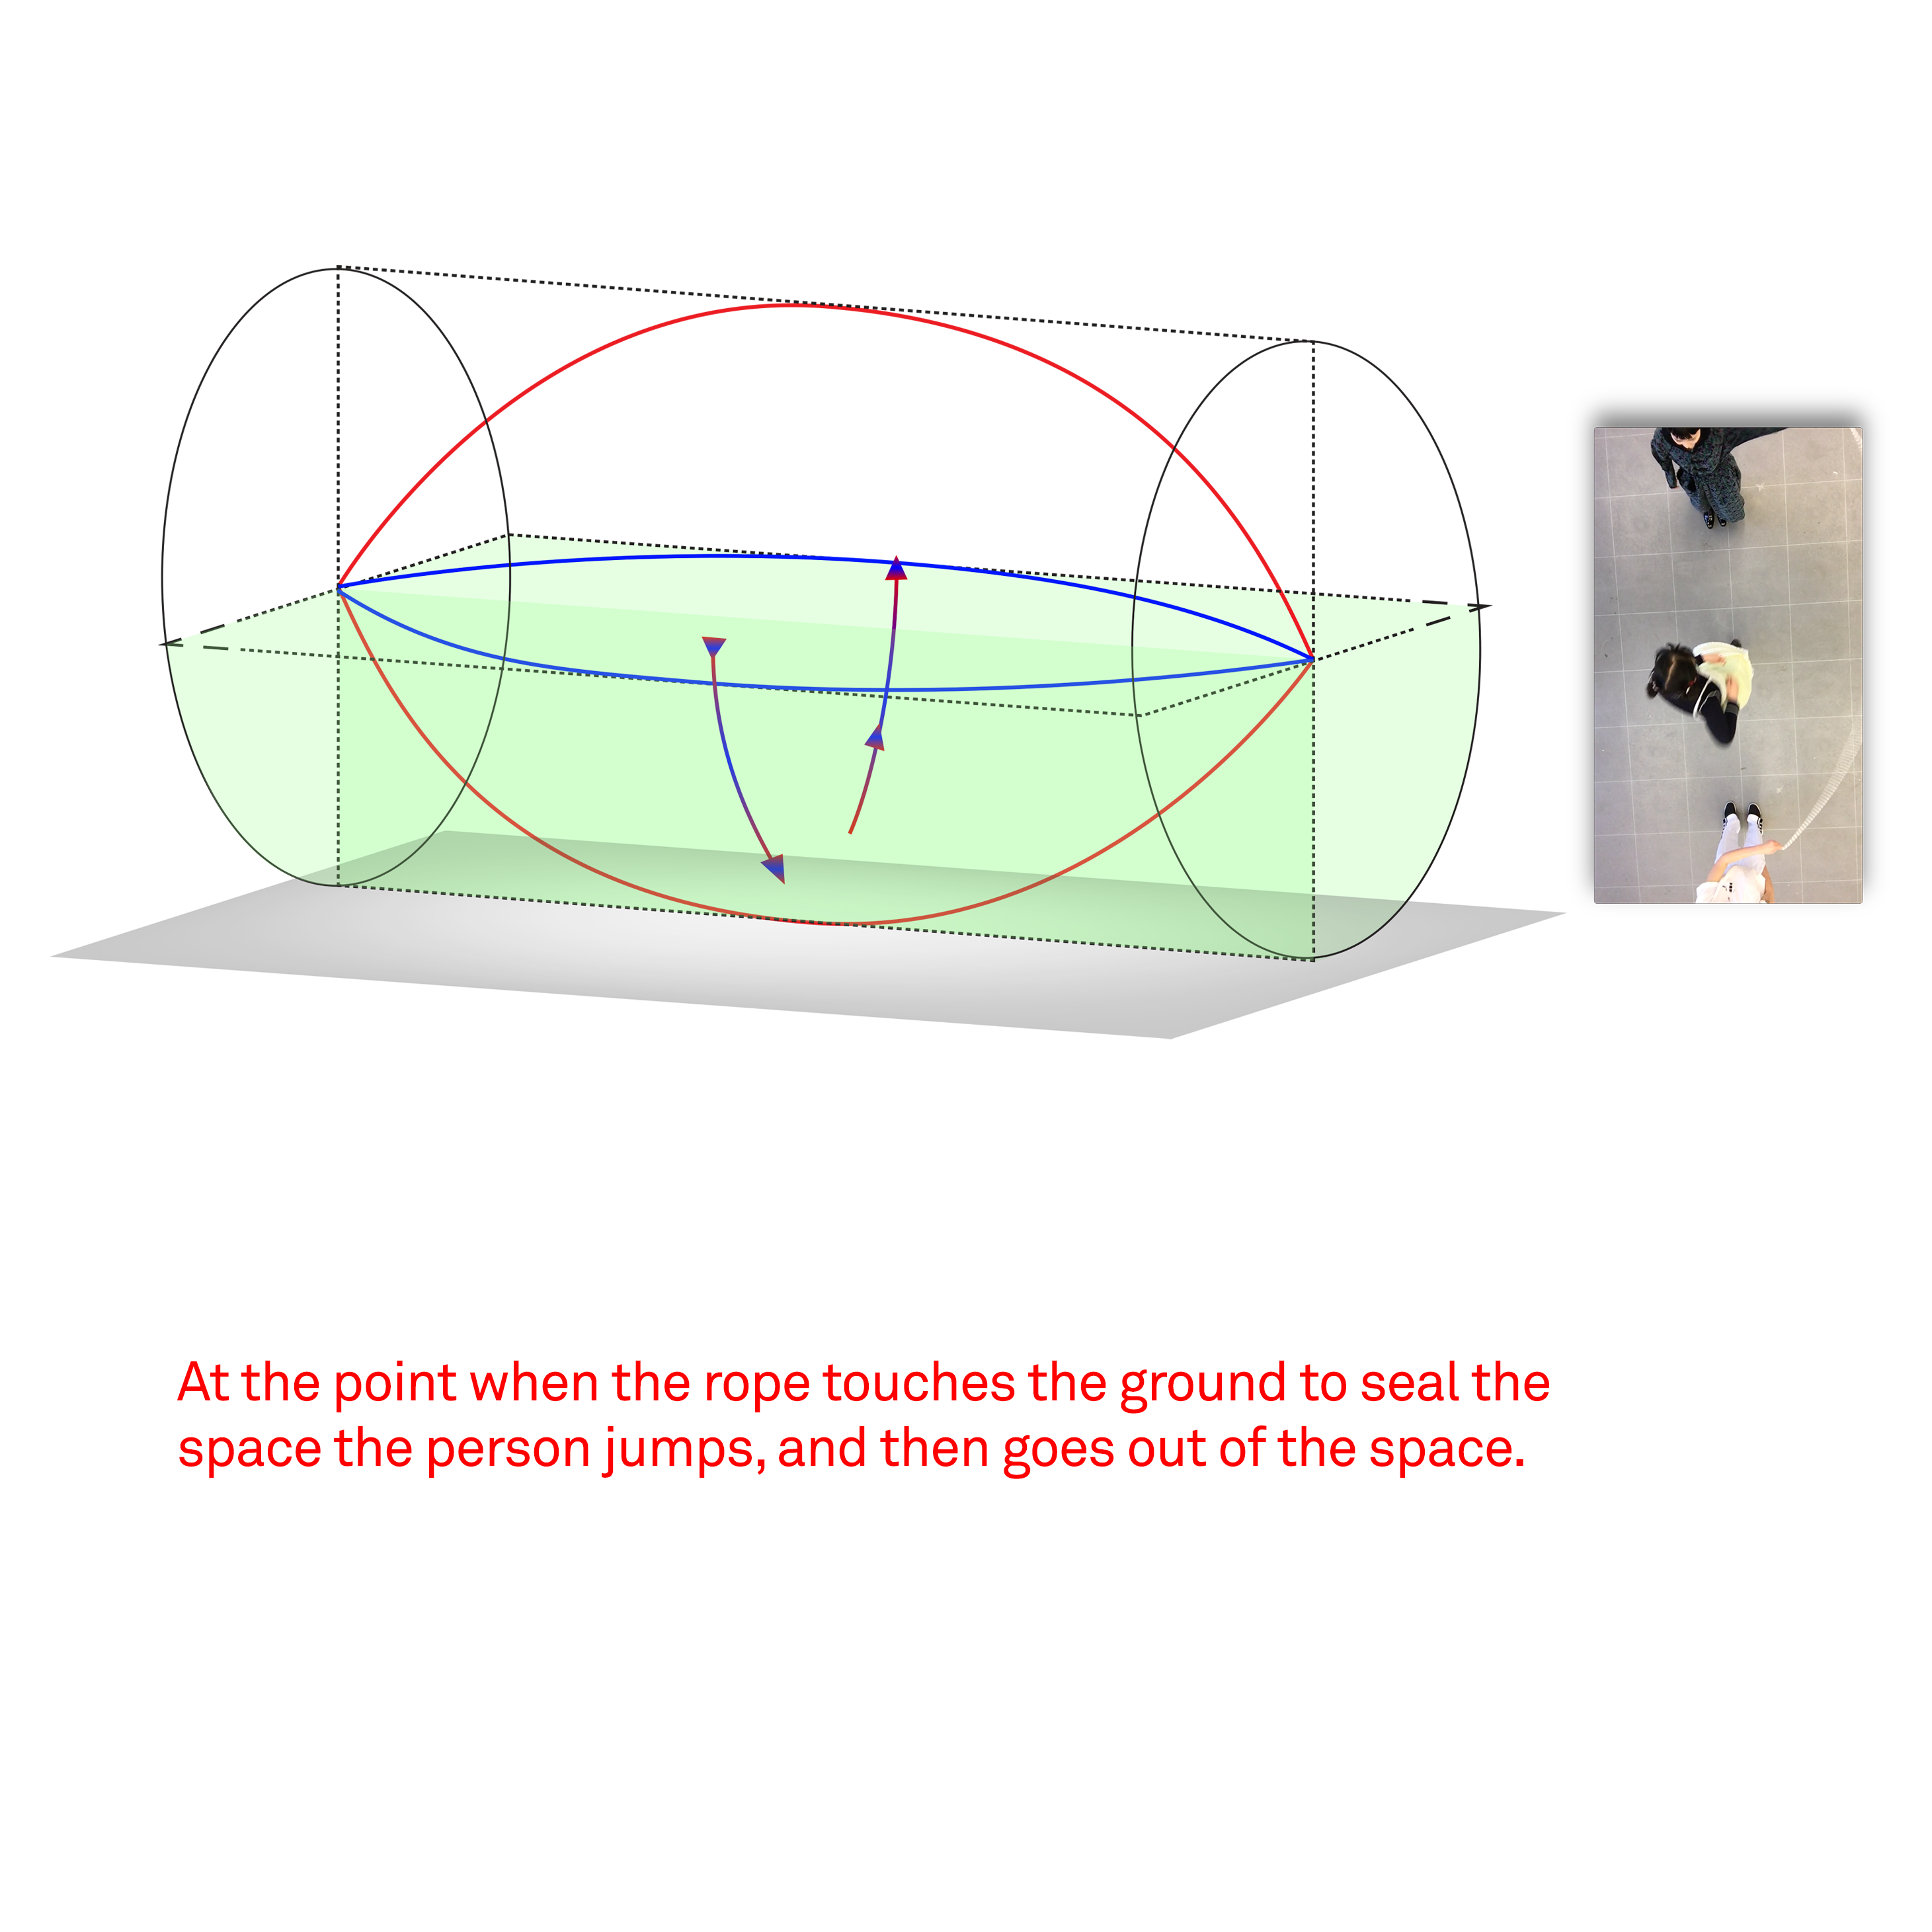 At the point when the rope touches the ground to seal the
space the person jumps, and then goes out of the space.